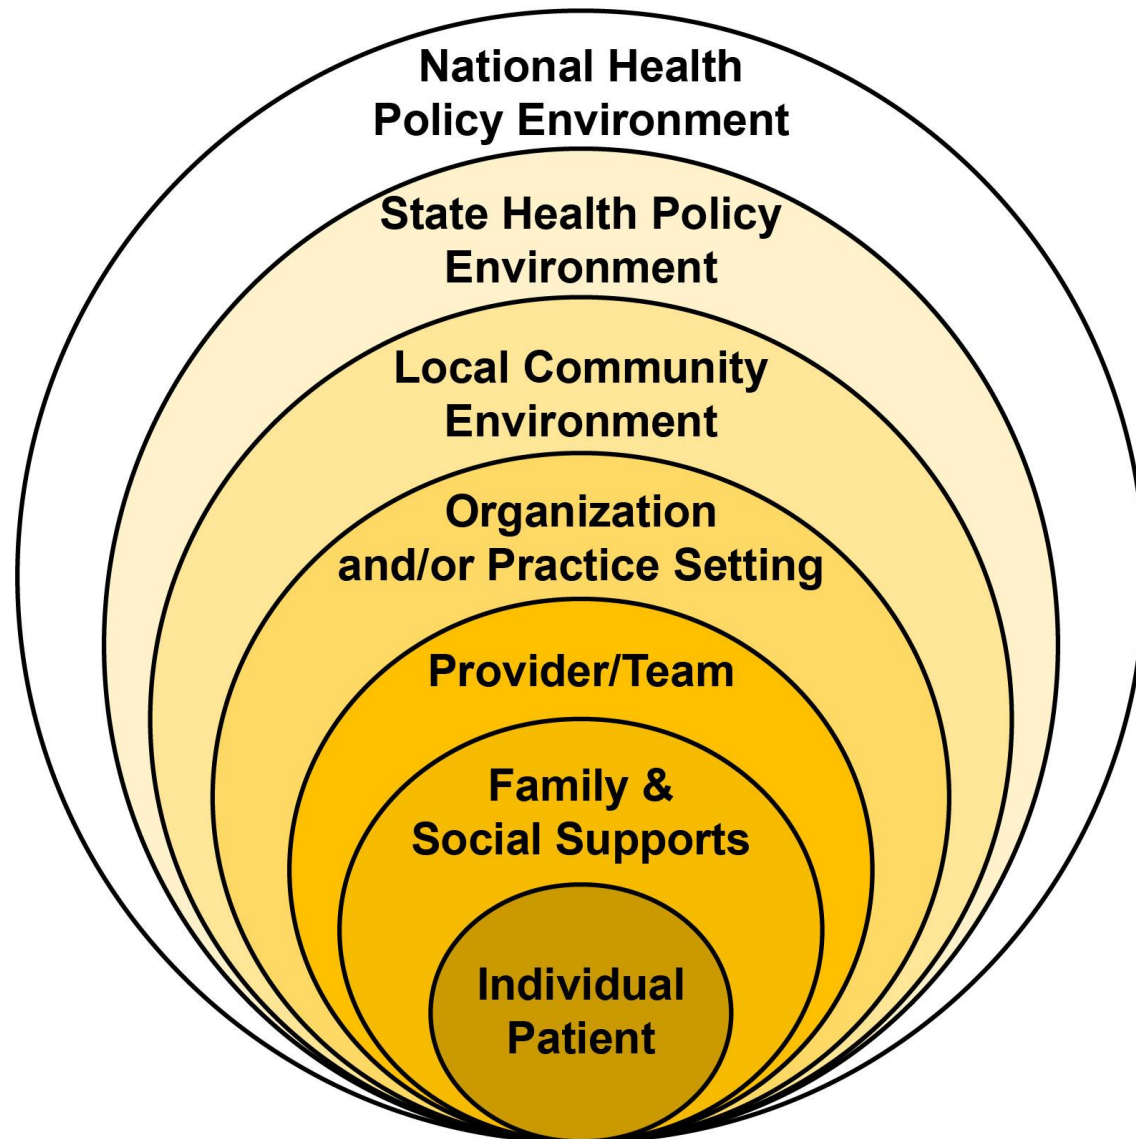 National Health
Policy Environment
State Health Policy
Environment
Local Community
Environment
Organization
and/or Practice Setting
Provider/Team
Family &
Social Supports
Individual
Patient